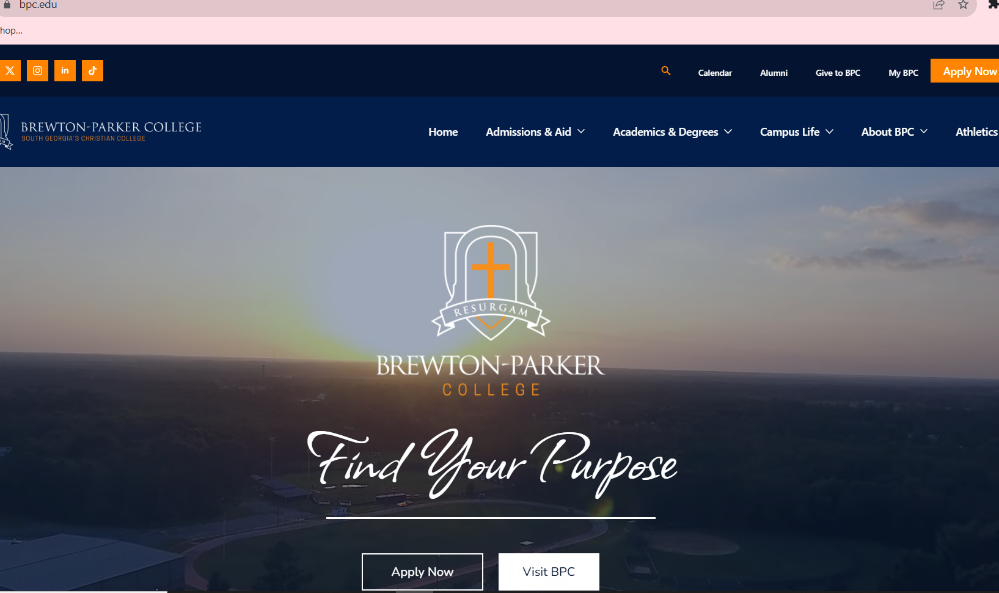 bpc.edu
hop...
Calendar Alumni Give to BPC My BPC Apply Now
BREWTON-PARKER COLLEGE
SOUTH GEORGIA'S CHRISTIAN COLLEGE
Home Admissions & Aid Academics & Degrees Campus Life About BPC Athletics
RESURGAM
BREWTON-PARKER
COLLEGE
Find Your Purpose
Apply Now Visit BPC